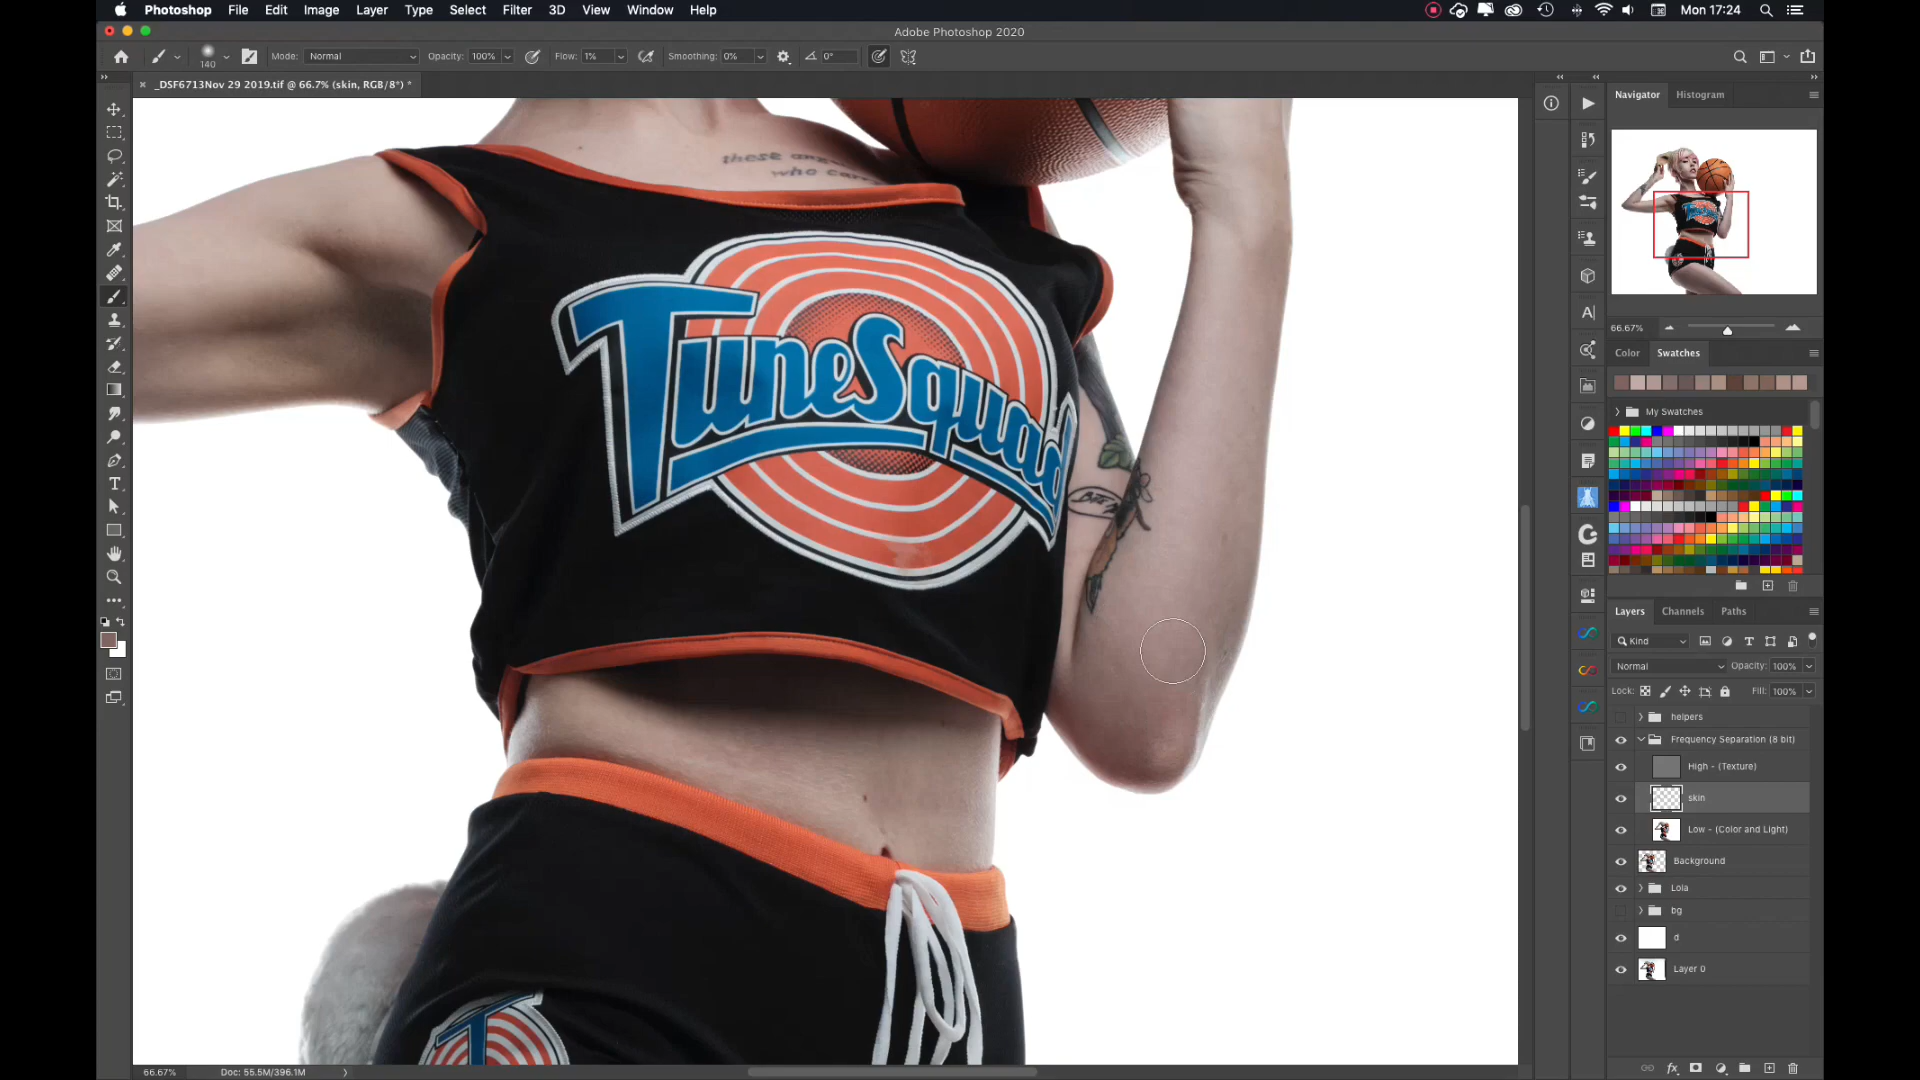 Photoshop File Edit Image Layer Type Select Filter 3D View Window Help Mon 17:24
Adobe Photoshop 2020
140 Mode: Normal Opacity: 100% Flow: 1% Smoothing: 0% 0°
_DSF6713Nov 29 2019.tif @ 66.7% (skin, RGB/8*) *
Navigator Histogram
these
who
TuneSquad
T
66.67%
Color Swatches
My Swatches
Layers Channels Paths
Kind
Normal Opacity: 100%
Lock: Fill: 100%
helpers
Frequency Separation (8 bit)
High - (Texture)
skin
Low - (Color and Light)
Background
Lola
bg
d
Layer 0
66.67% Doc: 55.5M/396.1M